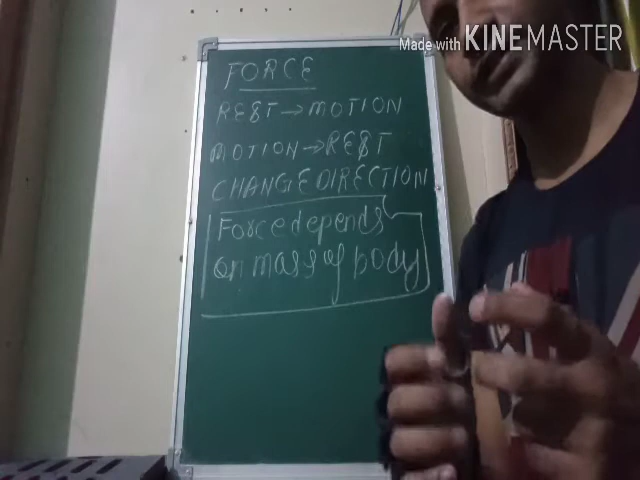 Made with KINEMASTER
FORCE
REST → MOTION
MOTION → REST
CHANGE DIRECTION
Force depends
on mass of body